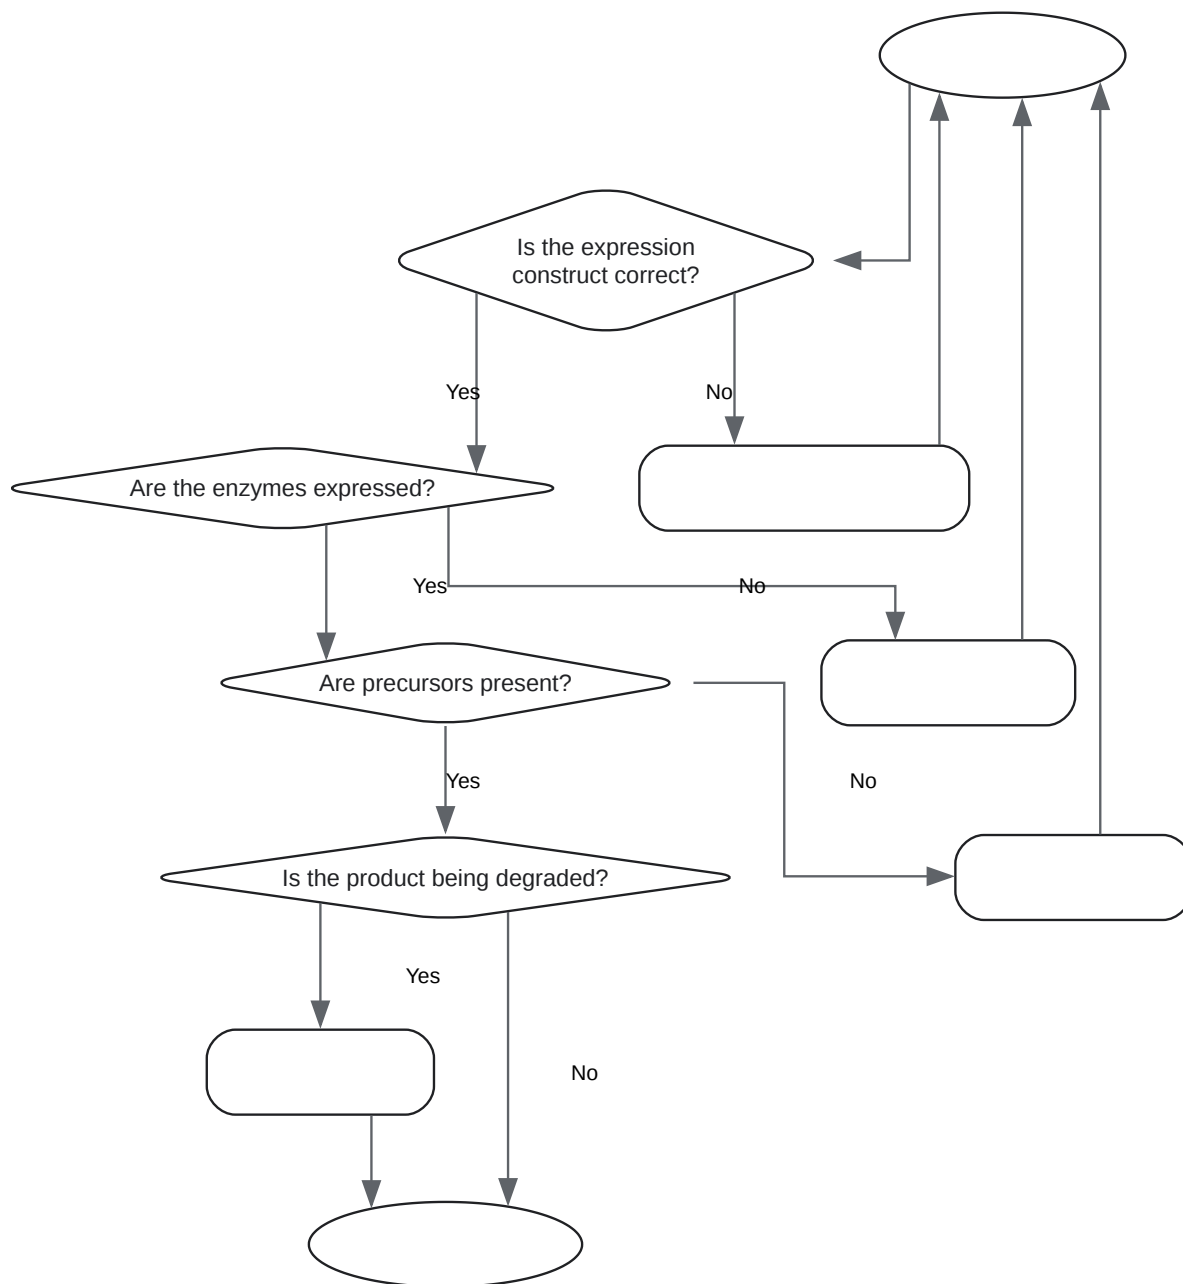 Is the expression
construct correct?
Yes
No
Are the enzymes expressed?
Yes
No
Are precursors present?
Yes
No
Is the product being degraded?
Yes
No